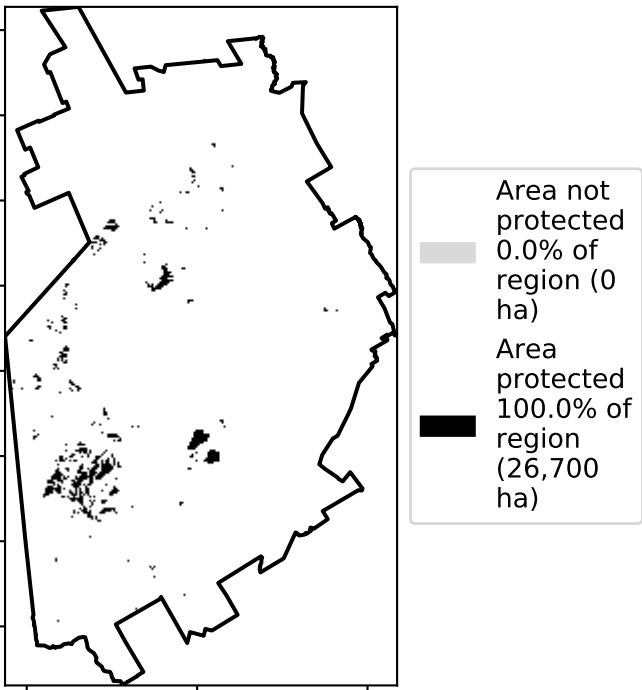 Area not
protected
0.0% of
region (0
ha)
Area
protected
100.0% of
region
(26,700
ha)